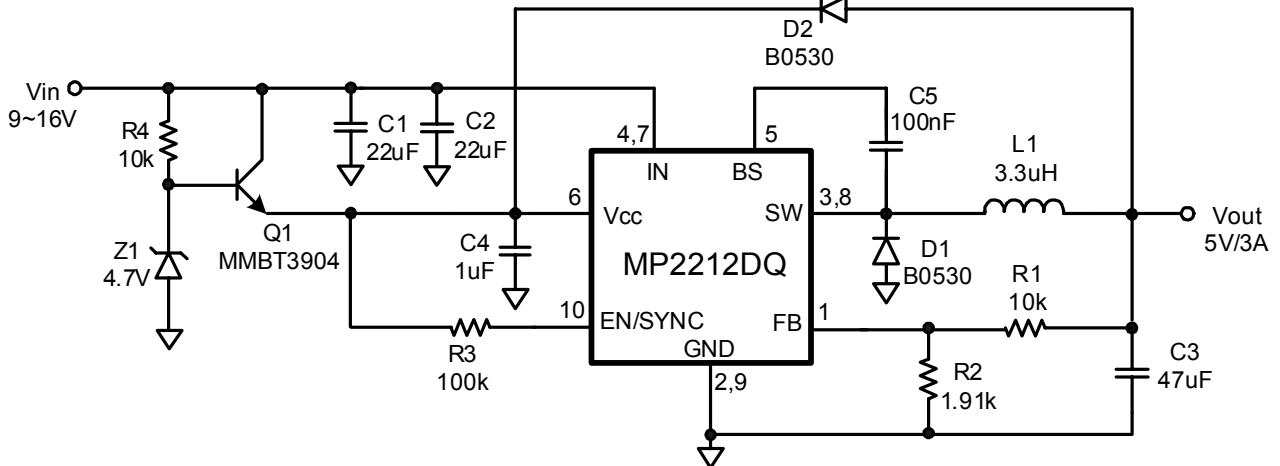 D2
B0530
Vin
9~16V
R4
10k
C1
22uF
C2
22uF
4,7
5
C5
100nF
IN
BS
L1
3.3uH
6
Vcc
SW
3,8
Q1
MMBT3904
Z1
4.7V
C4
1uF
MP2212DQ
D1
B0530
Vout
5V/3A
R1
10k
10
EN/SYNC
FB
1
R3
100k
GND
2,9
R2
1.91k
C3
47uF